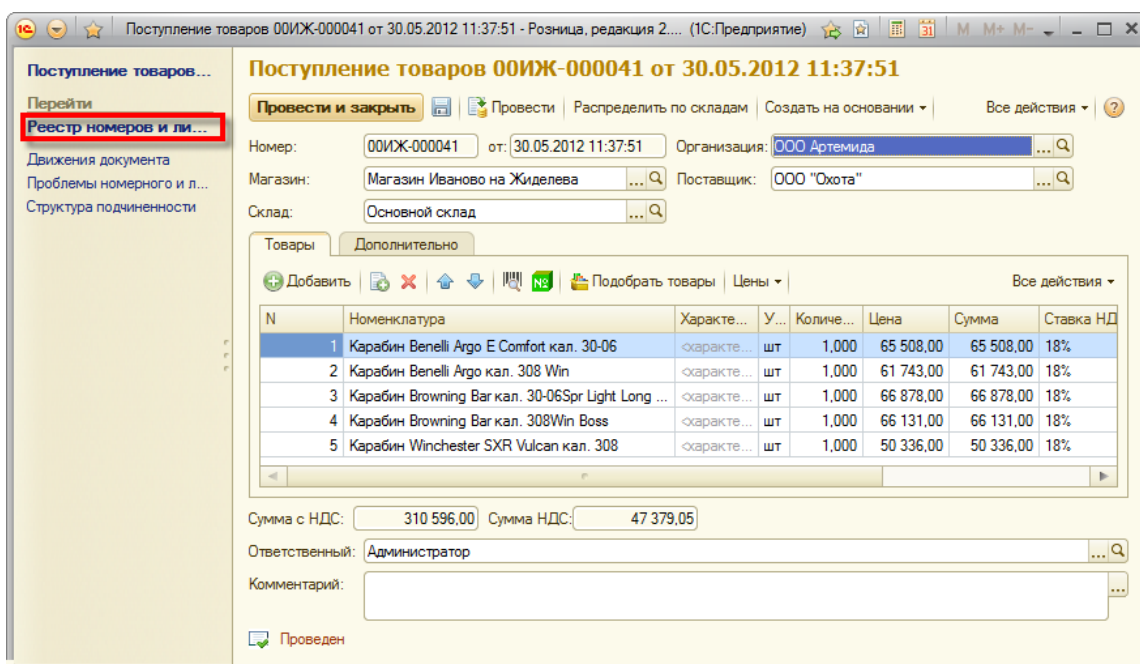 Поступление товаров 00ИЖ-000041 от 30.05.2012 11:37:51 - Розница, редакция 2.... (1С:Предприятие) 31 M M+ M-
Поступление товаров...
Перейти
Реестр номеров и ли...
Движения документа
Проблемы номерного и л...
Структура подчиненности
Поступление товаров 00ИЖ-000041 от 30.05.2012 11:37:51
Провести и закрыть Провести Распределить по складам Создать на основании Все действия ?
Номер: 00ИЖ-000041 от: 30.05.2012 11:37:51 Организация: ООО Артемида ...
Магазин: Магазин Иваново на Жиделева ... Поставщик: ООО "Охота" ...
Склад: Основной склад ...
Товары Дополнительно
Добавить № Подобрать товары Цены Все действия
N Номенклатура Характе... У... Количе... Цена Сумма Ставка НД
1 Карабин Benelli Argo E Comfort кал. 30-06 <характе... шт 1,000 65 508,00 65 508,00 18%
2 Карабин Benelli Argo кал. 308 Win <характе... шт 1,000 61 743,00 61 743,00 18%
3 Карабин Browning Bar кал. 30-06Spr Light Long ... <характе... шт 1,000 66 878,00 66 878,00 18%
4 Карабин Browning Bar кал. 308Win Boss <характе... шт 1,000 66 131,00 66 131,00 18%
5 Карабин Winchester SXR Vulcan кал. 308 <характе... шт 1,000 50 336,00 50 336,00 18%
Сумма с НДС: 310 596,00 Сумма НДС: 47 379,05
Ответственный: Администратор ...
Комментарий: ...
Проведен